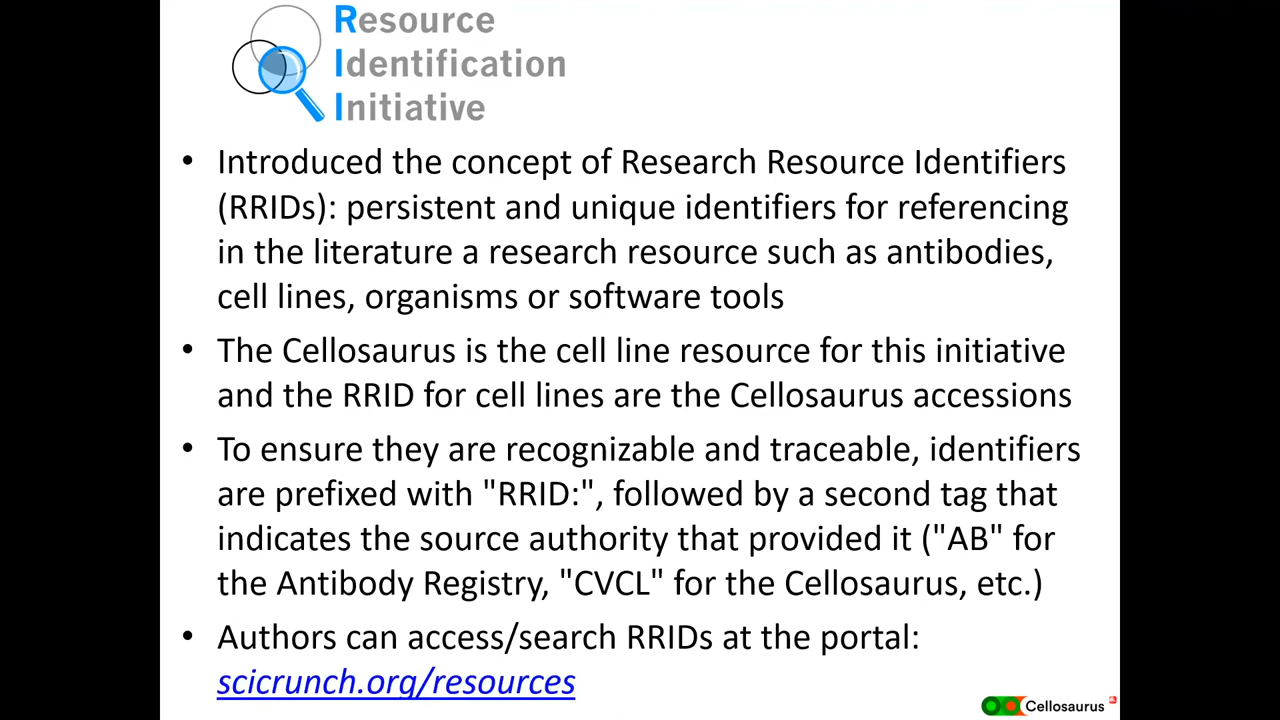 Resource
Identification
Initiative
• Introduced the concept of Research Resource Identifiers
(RRIDs): persistent and unique identifiers for referencing
in the literature a research resource such as antibodies,
cell lines, organisms or software tools
• The Cellosaurus is the cell line resource for this initiative
and the RRID for cell lines are the Cellosaurus accessions
• To ensure they are recognizable and traceable, identifiers
are prefixed with "RRID:", followed by a second tag that
indicates the source authority that provided it ("AB" for
the Antibody Registry, "CVCL" for the Cellosaurus, etc.)
• Authors can access/search RRIDs at the portal:
scicrunch.org/resources
Cellosaurus